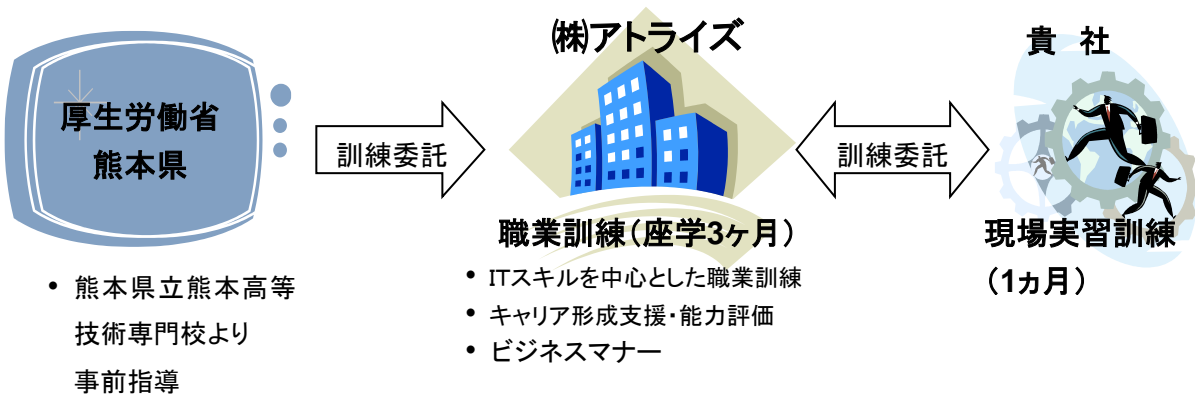 厚生労働省
熊本県
• 熊本県立熊本高等
技術専門校より
事前指導
訓練委託
㈱アトライズ
職業訓練（座学3ヶ月）
• ITスキルを中心とした職業訓練
• キャリア形成支援・能力評価
• ビジネスマナー
訓練委託
貴　社
現場実習訓練
（1ヵ月）